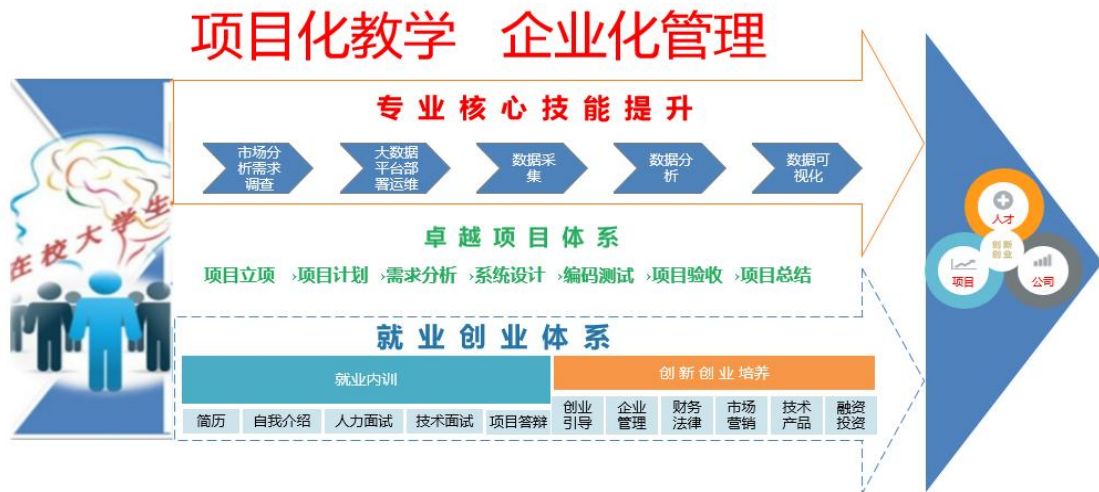 项目化教学 企业化管理
专业核心技能提升
市场分
析需求
调查
大数据
平台部
署运维
数据采
集
数据分
析
数据可
视化
在校大学生
卓越项目体系
项目立项 →项目计划 →需求分析 →系统设计 →编码测试 →项目验收 →项目总结
就业创业体系
就业内训
创新创业培养
简历
自我介绍
人力面试
技术面试
项目答辩
创业
引导
企业
管理
财务
法律
市场
营销
技术
产品
融资
投资
人才
创新
创业
项目
公司